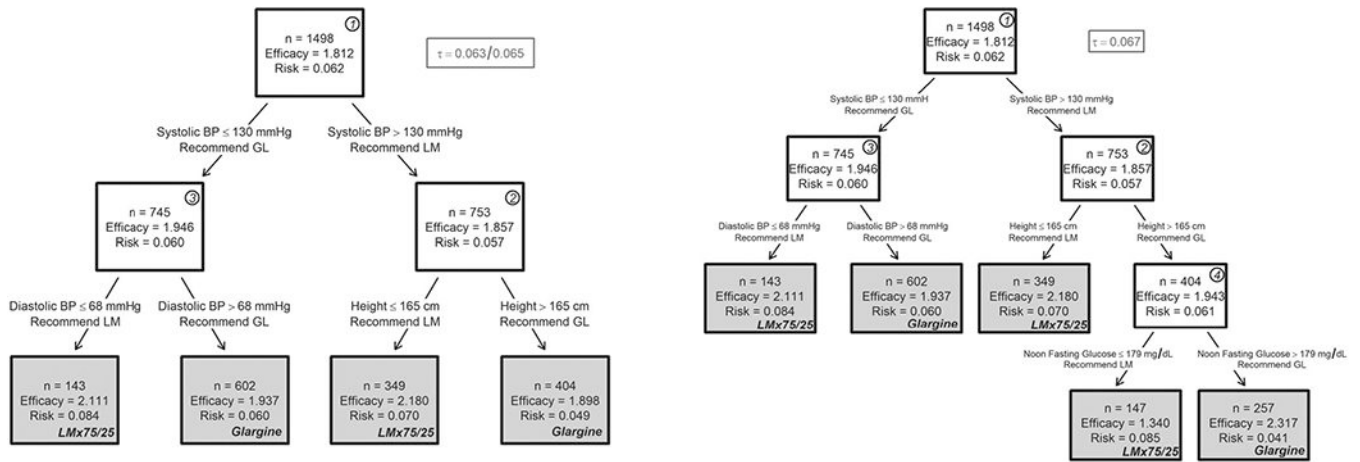 ①
n = 1498
Efficacy = 1.812
Risk = 0.062
τ = 0.063/0.065
Systolic BP ≤ 130 mmHg
Recommend GL
Systolic BP > 130 mmHg
Recommend LM
③
n = 745
Efficacy = 1.946
Risk = 0.060
②
n = 753
Efficacy = 1.857
Risk = 0.057
Diastolic BP ≤ 68 mmHg
Recommend LM
Diastolic BP > 68 mmHg
Recommend GL
Height ≤ 165 cm
Recommend LM
Height > 165 cm
Recommend GL
n = 143
Efficacy = 2.111
Risk = 0.084
LMx75/25
n = 602
Efficacy = 1.937
Risk = 0.060
Glargine
n = 349
Efficacy = 2.180
Risk = 0.070
LMx75/25
n = 404
Efficacy = 1.898
Risk = 0.049
Glargine
①
n = 1498
Efficacy = 1.812
Risk = 0.062
τ = 0.067
Systolic BP ≤ 130 mmH
Recommend GL
Systolic BP > 130 mmHg
Recommend LM
③
n = 745
Efficacy = 1.946
Risk = 0.060
②
n = 753
Efficacy = 1.857
Risk = 0.057
Diastolic BP ≤ 68 mmHg
Recommend LM
Diastolic BP > 68 mmHg
Recommend GL
Height ≤ 165 cm
Recommend LM
Height > 165 cm
Recommend GL
n = 143
Efficacy = 2.111
Risk = 0.084
LMx75/25
n = 602
Efficacy = 1.937
Risk = 0.060
Glargine
n = 349
Efficacy = 2.180
Risk = 0.070
LMx75/25
④
n = 404
Efficacy = 1.943
Risk = 0.061
Noon Fasting Glucose ≤ 179 mg/dL
Recommend LM
Noon Fasting Glucose > 179 mg/dL
Recommend GL
n = 147
Efficacy = 1.340
Risk = 0.085
LMx75/25
n = 257
Efficacy = 2.317
Risk = 0.041
Glargine